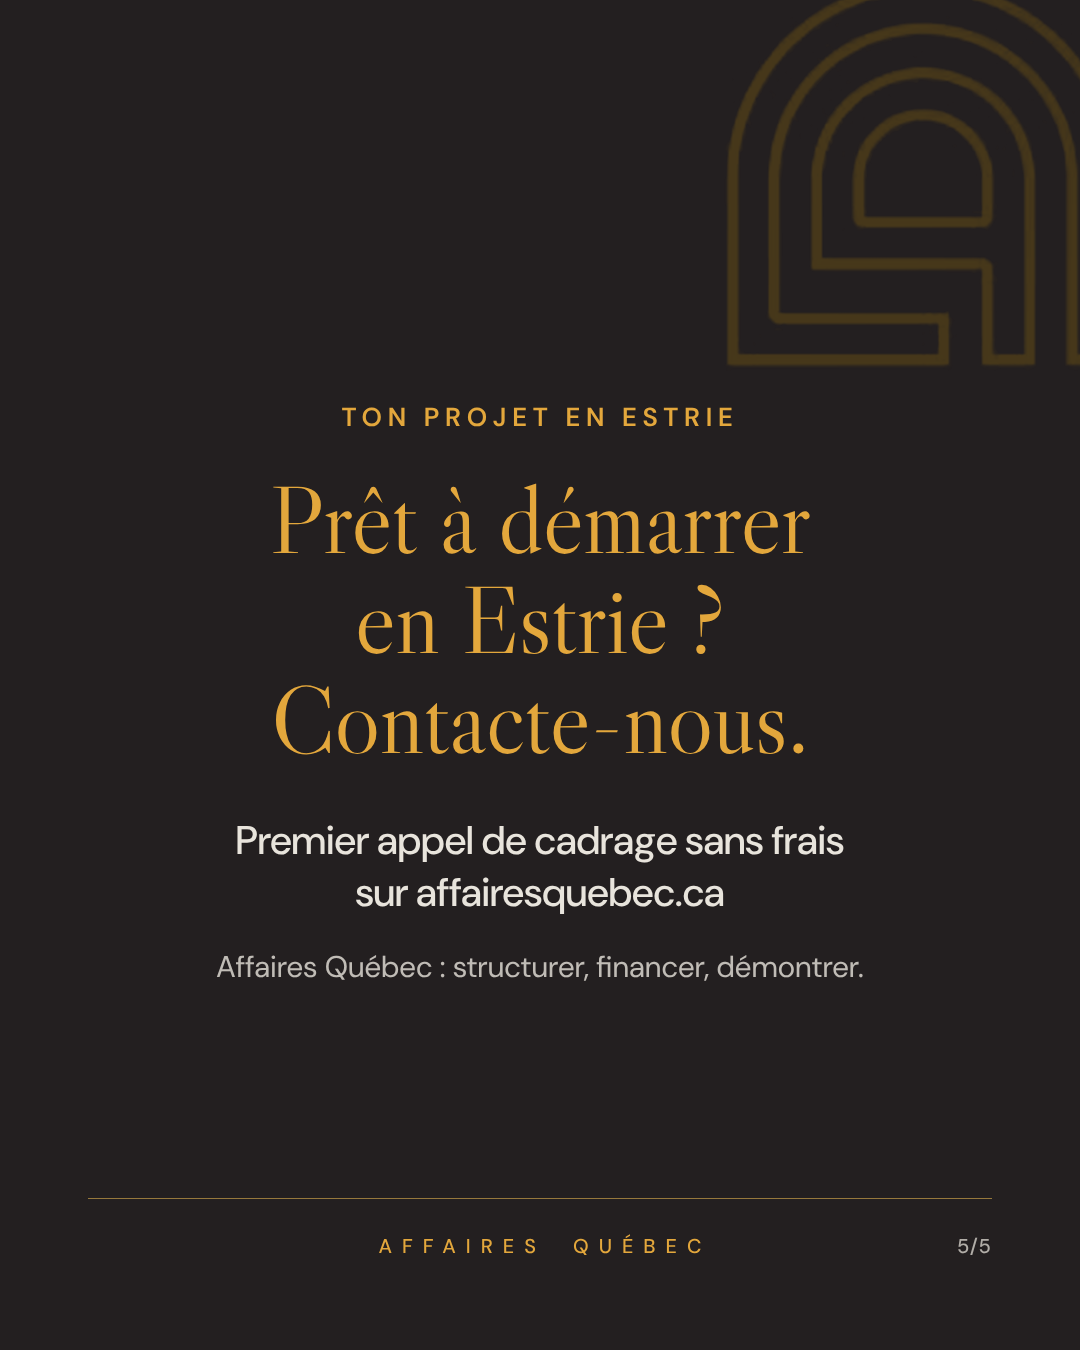 TON PROJET EN ESTRIE
Prêt à démarrer
en Estrie ?
Contacte-nous.
Premier appel de cadrage sans frais
sur affairesquebec.ca
Affaires Québec : structurer, financer, démontrer.
AFFAIRES QUÉBEC
5/5